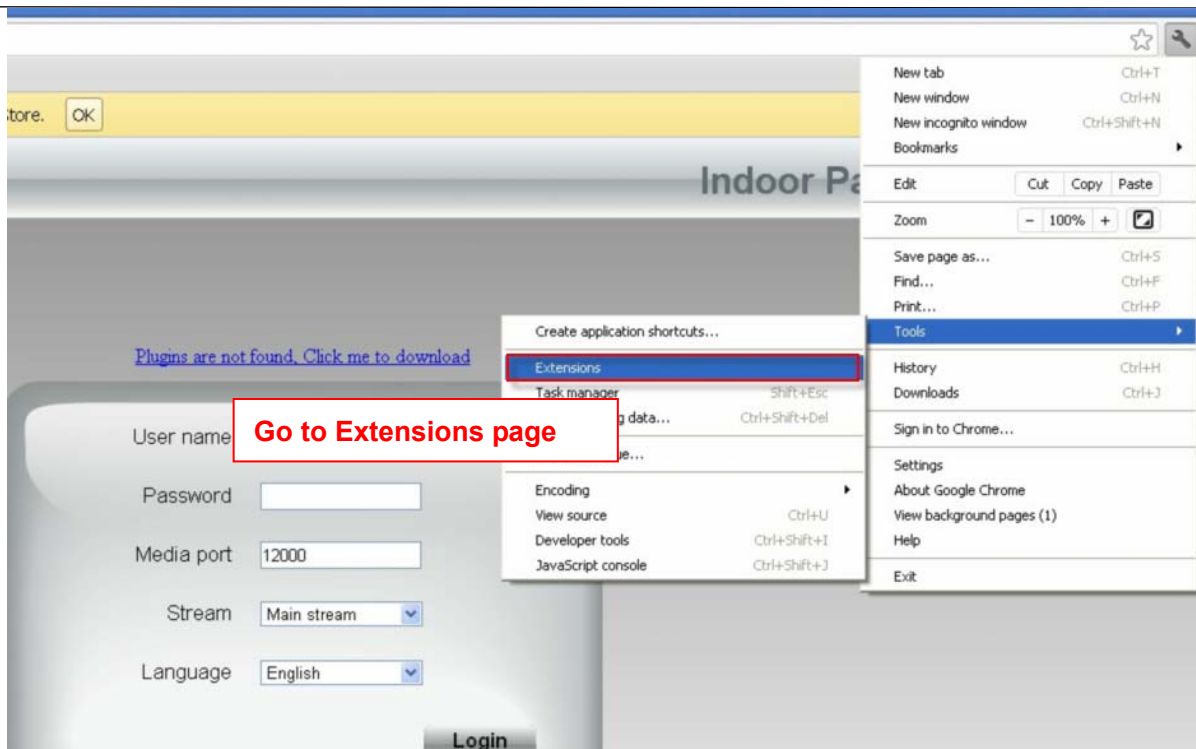 New tab Ctrl+T
New window Ctrl+N
tore. OK
New incognito window Ctrl+Shift+N
Bookmarks
Indoor Pa
Edit Cut Copy Paste
Zoom - 100% +
Save page as... Ctrl+S
Find... Ctrl+F
Print... Ctrl+P
Tools
Create application shortcuts...
Plugins are not found, Click me to download
Extensions
History Ctrl+H
Task manager Shift+Esc
Downloads Ctrl+J
g data... Ctrl+Shift+Del
Sign in to Chrome...
Go to Extensions page
User name
ue...
Settings
Encoding
About Google Chrome
Password
View source Ctrl+U
View background pages (1)
Developer tools Ctrl+Shift+I
Help
Media port 12000
JavaScript console Ctrl+Shift+J
Exit
Stream Main stream
Language English
Login